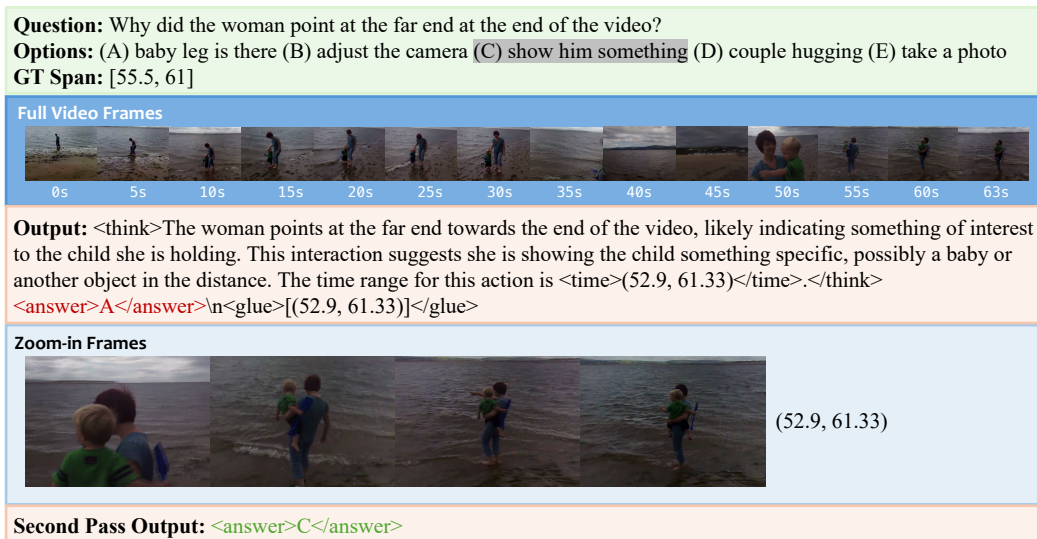 Question: Why did the woman point at the far end at the end of the video?
Options: (A) baby leg is there (B) adjust the camera (C) show him something (D) couple hugging (E) take a photo
GT Span: [55.5, 61]
Full Video Frames
0s 5s 10s 15s 20s 25s 30s 35s 40s 45s 50s 55s 60s 63s
Output: <think>The woman points at the far end towards the end of the video, likely indicating something of interest
to the child she is holding. This interaction suggests she is showing the child something specific, possibly a baby or
another object in the distance. The time range for this action is <time>(52.9, 61.33)</time>.</think>
<answer>A</answer>\n<glue>[(52.9, 61.33)]</glue>
Zoom-in Frames
(52.9, 61.33)
Second Pass Output: <answer>C</answer>